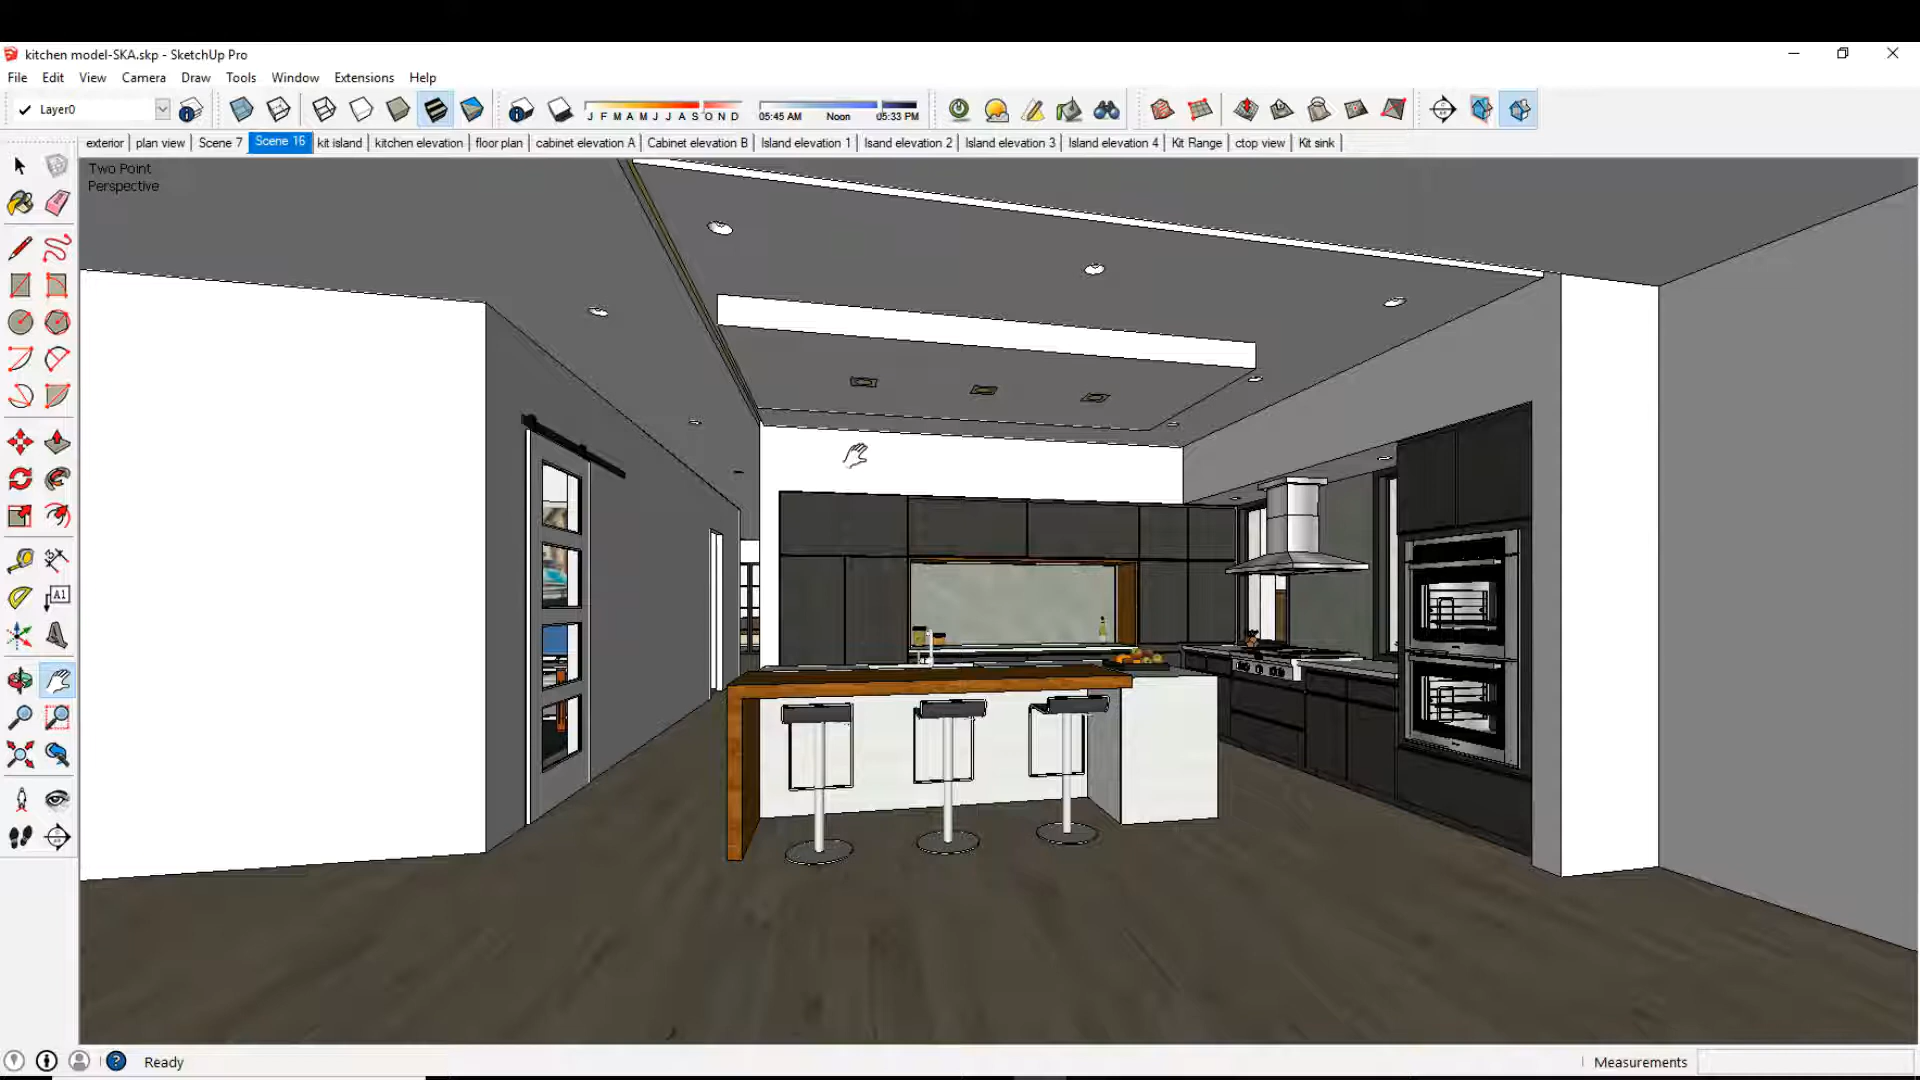 kitchen model-SKA.skp - SketchUp Pro
File Edit View Camera Draw Tools Window Extensions Help
Layer0
J F M A M J J A S O N D
05:45 AM Noon 05:33 PM
exterior plan view Scene 7 Scene 16 kit island kitchen elevation floor plan cabinet elevation A Cabinet elevation B Island elevation 1 Isand elevation 2 Island elevation 3 Island elevation 4 Kit Range ctop view Kit sink
Two Point
Perspective
A1
Ready
Measurements